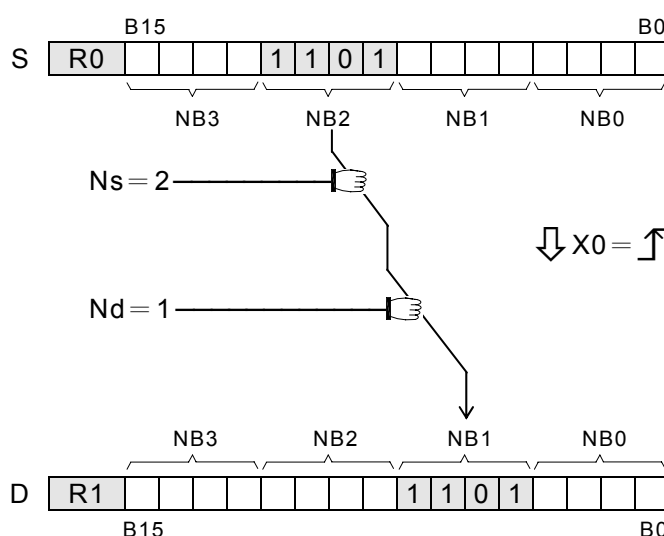 B15 B0
S R0 1 1 0 1
NB3 NB2 NB1 NB0
Ns＝2
X0＝
Nd＝1
NB3 NB2 NB1 NB0
D R1 1 1 0 1
B15 B0